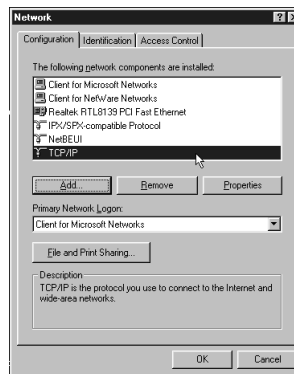 Network
Configuration Identification Access Control
The following network components are installed:
Client for Microsoft Networks
Client for NetWare Networks
Realtek RTL8139 PCI Fast Ethernet
IPX/SPX-compatible Protocol
NetBEUI
TCP/IP
Add... Remove Properties
Primary Network Logon:
Client for Microsoft Networks
File and Print Sharing...
Description
TCP/IP is the protocol you use to connect to the Internet and
wide-area networks.
OK Cancel